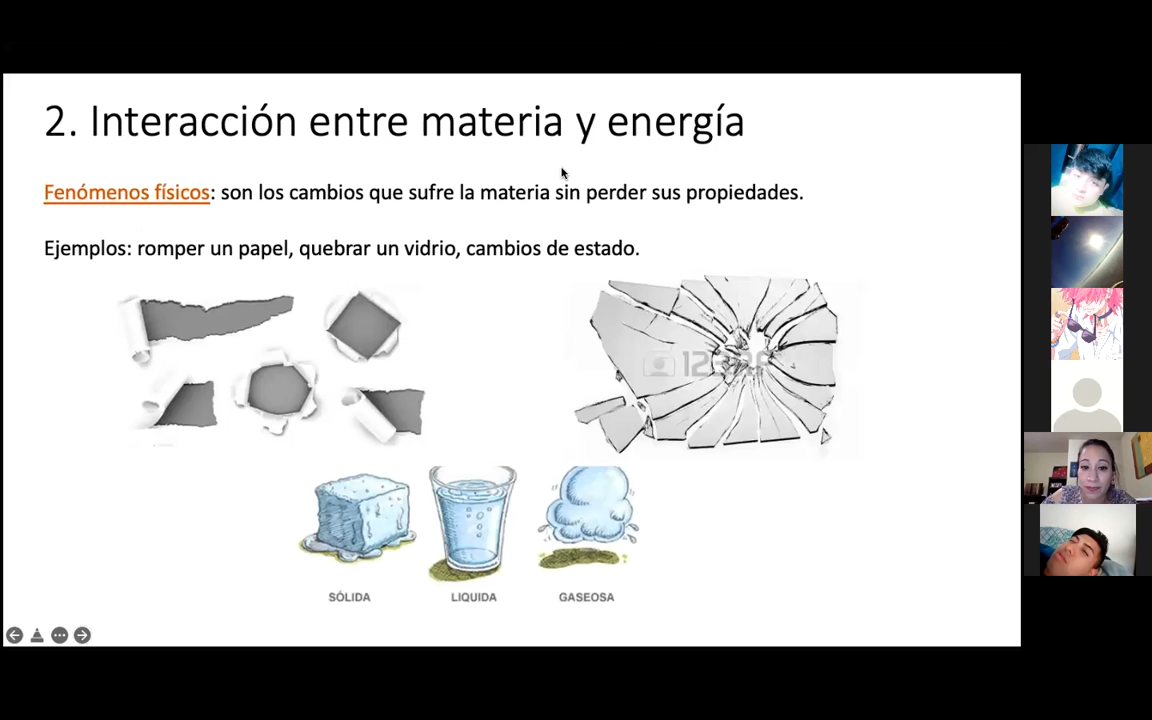 2. Interacción entre materia y energía
Fenómenos físicos: son los cambios que sufre la materia sin perder sus propiedades.
Ejemplos: romper un papel, quebrar un vidrio, cambios de estado.
123RF
SÓLIDA
LIQUIDA
GASEOSA